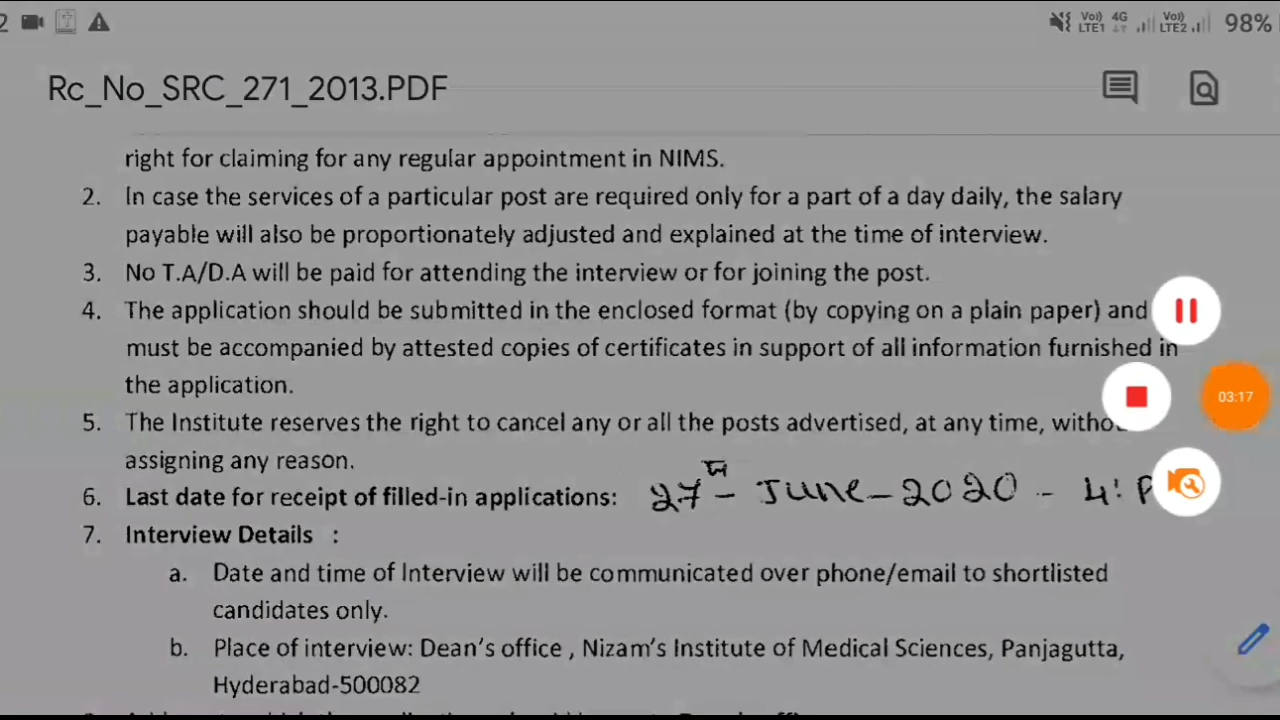 2 Vol) 4G LTE1 Vol) LTE2 98%
Rc_No_SRC_271_2013.PDF
right for claiming for any regular appointment in NIMS.
2. In case the services of a particular post are required only for a part of a day daily, the salary
payable will also be proportionately adjusted and explained at the time of interview.
3. No T.A/D.A will be paid for attending the interview or for joining the post.
4. The application should be submitted in the enclosed format (by copying on a plain paper) and
must be accompanied by attested copies of certificates in support of all information furnished in
the application.
03:17
5. The Institute reserves the right to cancel any or all the posts advertised, at any time,
assigning any reason.
6. Last date for receipt of filled-in applications: 27th - June - 2020 - 4: P
7. Interview Details :
a. Date and time of Interview will be communicated over phone/email to shortlisted
candidates only.
b. Place of interview: Dean's office , Nizam's Institute of Medical Sciences, Panjagutta,
Hyderabad-500082